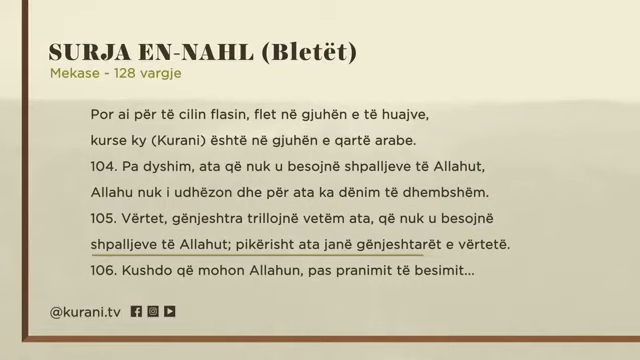 SURJA EN-NAHL (Bletët)
Mekase - 128 vargje
Por ai për të cilin flasin, flet në gjuhën e të huajve,
kurse ky (Kurani) është në gjuhën e qartë arabe.
104. Pa dyshim, ata që nuk u besojnë shpalljeve të Allahut,
Allahu nuk i udhëzon dhe për ata ka dënim të dhembshëm.
105. Vërtet, gënjeshtra trillojnë vetëm ata, që nuk u besojnë
shpalljeve të Allahut; pikërisht ata janë gënjeshtarët e vërtetë.
106. Kushdo që mohon Allahun, pas pranimit të besimit...
@kurani.tv